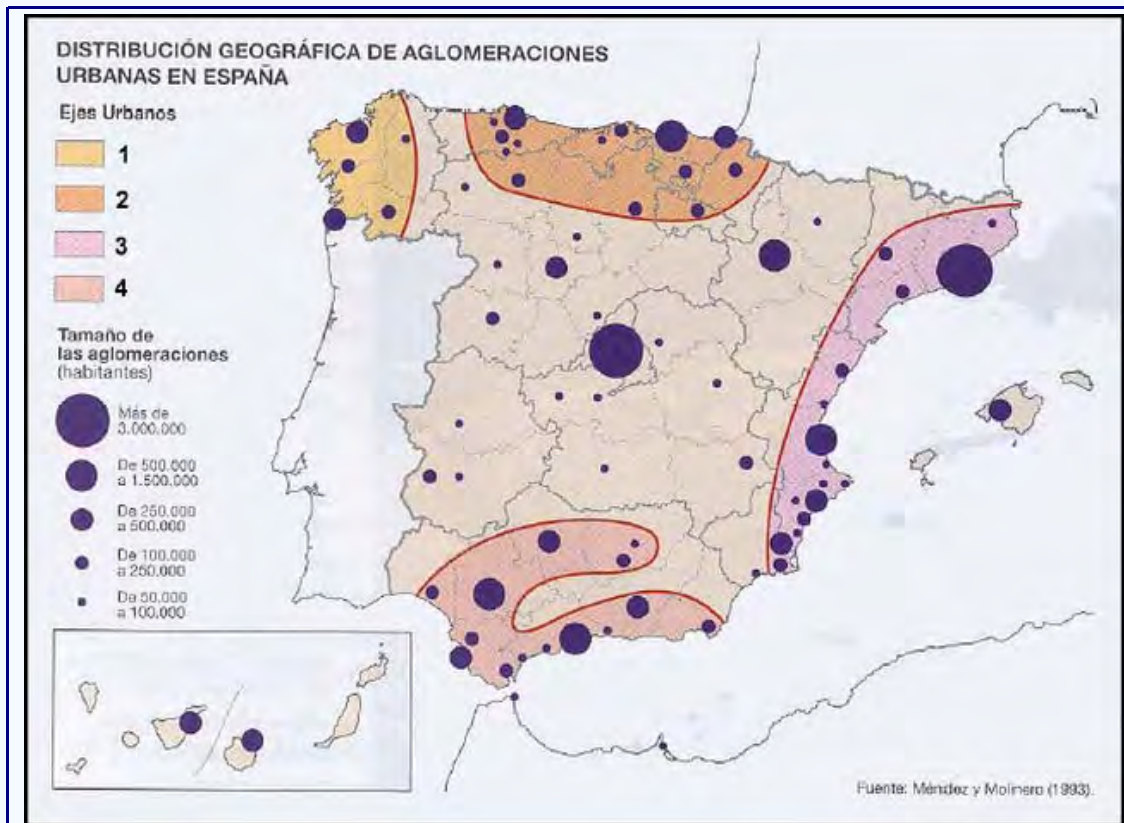 DISTRIBUCIÓN GEOGRÁFICA DE AGLOMERACIONES
URBANAS EN ESPAÑA
Ejes Urbanos
1
2
3
4
Tamaño de
las aglomeraciones
(habitantes)
Más de
3.000.000
De 500.000
a 1.500.000
De 250.000
a 500.000
De 100.000
a 250.000
De 50.000
a 100.000
Fuente: Méndez y Molinero (1993).